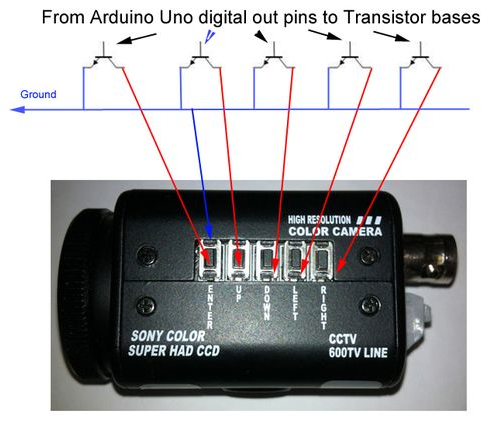 From Arduino Uno digital out pins to Transistor bases
Ground
HIGH RESOLUTION
COLOR CAMERA
ENTER
UP
DOWN
LEFT
RIGHT
SONY COLOR
SUPER HAD CCD
CCTV
600TV LINE